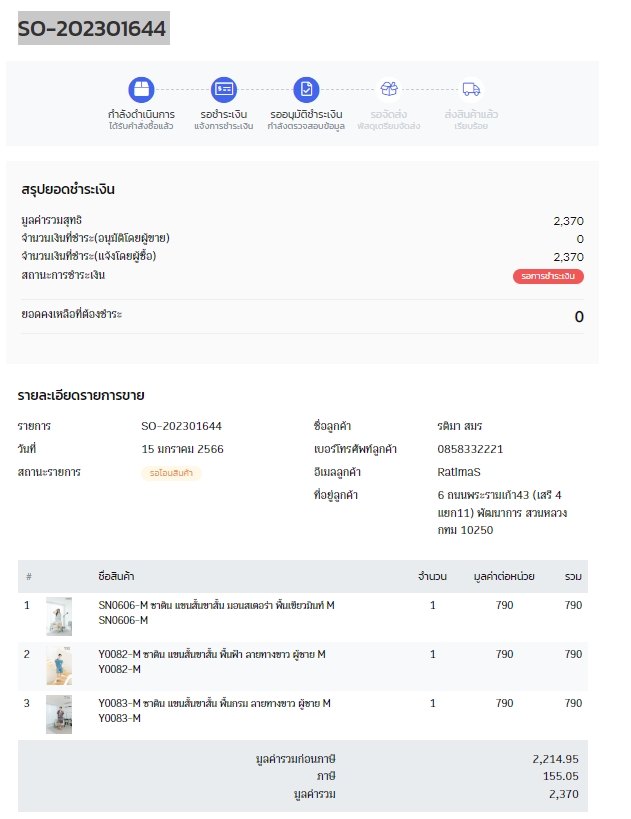 SO-202301644
กำลังดำเนินการ
ได้รับคำสั่งซื้อแล้ว
รอชำระเงิน
แจ้งการชำระเงิน
รออนุมัติชำระเงิน
กำลังตรวจสอบข้อมูล
รอจัดส่ง
พัสดุเตรียมจัดส่ง
ส่งสินค้าแล้ว
เรียบร้อย
สรุปยอดชำระเงิน
มูลค่ารวมสุทธิ 2,370
จำนวนเงินที่ชำระ(อนุมัติโดยผู้ขาย) 0
จำนวนเงินที่ชำระ(แจ้งโดยผู้ซื้อ) 2,370
สถานะการชำระเงิน รอการชำระเงิน
ยอดคงเหลือที่ต้องชำระ 0
รายละเอียดรายการขาย
รายการ SO-202301644
วันที่ 15 มกราคม 2566
สถานะรายการ รอโอนสินค้า
ชื่อลูกค้า รติมา สมร
เบอร์โทรศัพท์ลูกค้า 0858332221
อีเมลลูกค้า RatimaS
ที่อยู่ลูกค้า 6 ถนนพระรามเก้า43 (เสรี 4
แยก11) พัฒนาการ สวนหลวง
กทม 10250
# ชื่อสินค้า จำนวน มูลค่าต่อหน่วย รวม
1 SN0606-M ซาติน แขนสั้นขาสั้น มอนสเตอร่า พื้นเขียวมินท์ M 1 790 790
SN0606-M
2 Y0082-M ซาติน แขนสั้นขาสั้น พื้นฟ้า ลายทางขาว ผู้ชาย M 1 790 790
Y0082-M
3 Y0083-M ซาติน แขนสั้นขาสั้น พื้นกรม ลายทางขาว ผู้ชาย M 1 790 790
Y0083-M
มูลค่ารวมก่อนภาษี 2,214.95
ภาษี 155.05
มูลค่ารวม 2,370